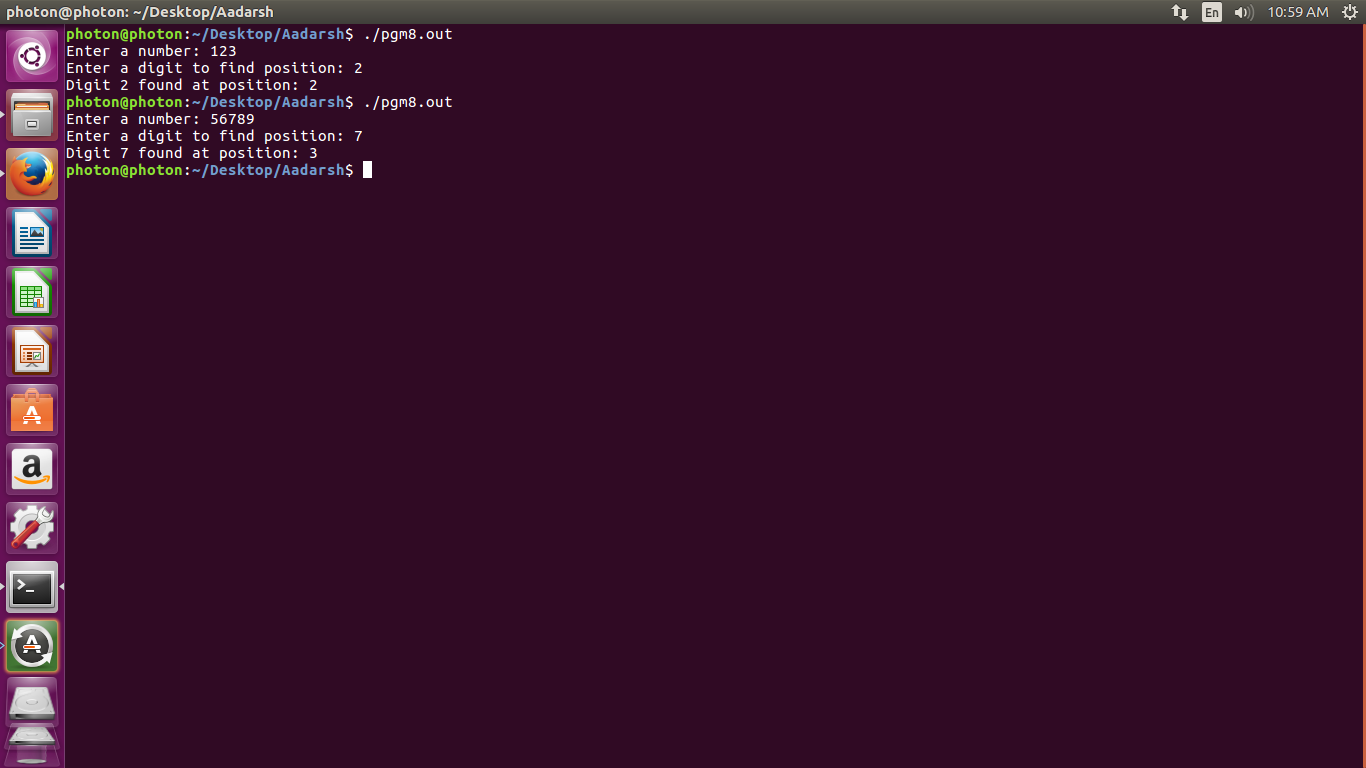 photon@photon: ~/Desktop/Aadarsh
En
10:59 AM
photon@photon:~/Desktop/Aadarsh$ ./pgm8.out
Enter a number: 123
Enter a digit to find position: 2
Digit 2 found at position: 2
photon@photon:~/Desktop/Aadarsh$ ./pgm8.out
Enter a number: 56789
Enter a digit to find position: 7
Digit 7 found at position: 3
photon@photon:~/Desktop/Aadarsh$